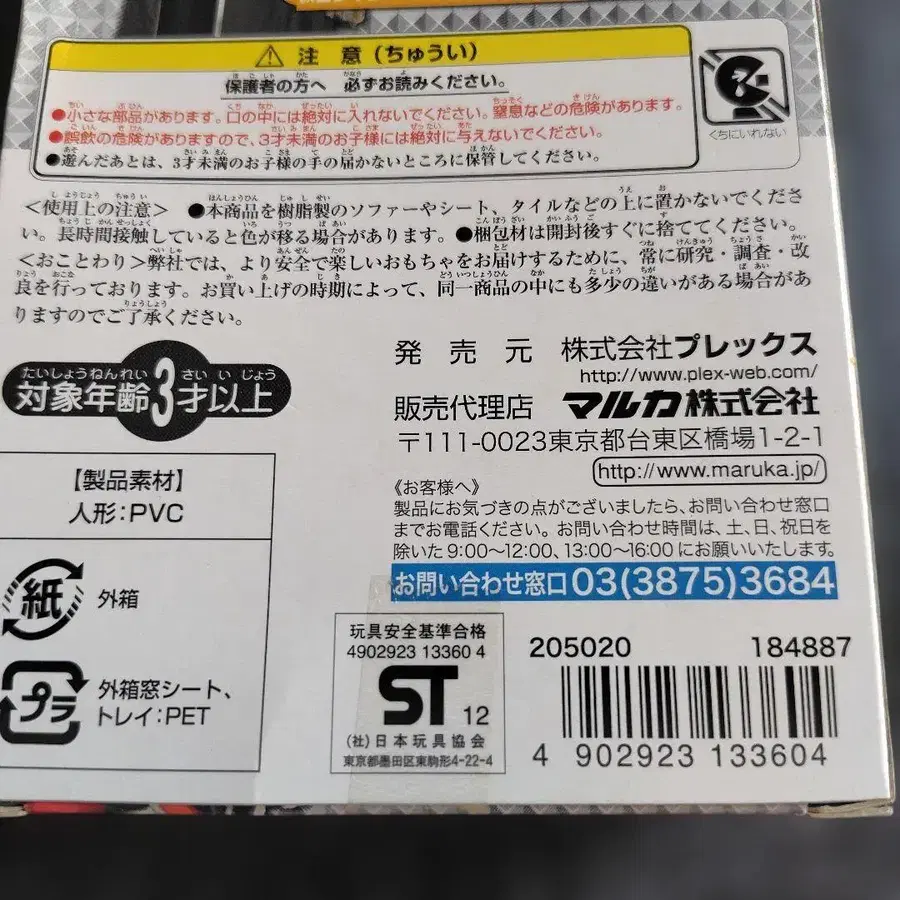 ⚠ 注 意 (ちゅうい)
保護者の方へ 必ずお読みください。
●小さな部品があります。口の中には絶対に入れないでください。窒息などの危険があります。
●誤飲の危険がありますので、3才未満のお子様には絶対に与えないでください。
●遊んだあとは、3才未満のお子様の手の届かないところに保管してください。
くちにいれない
<使用上の注意> ●本商品を樹脂製のソファーやシート、タイルなどの上に置かないでくださ
い。長時間接触していると色が移る場合があります。●梱包材は開封後すぐに捨ててください。
<おことわり>弊社では、より安全で楽しいおもちゃをお届けするために、常に研究・調査・改
良を行っております。お買い上げの時期によって、同一商品の中にも多少の違いがある場合があ
りますのでご了承ください。
たいしょうねんれい さい い じょう
対象年齢3才以上
発 売 元 株式会社プレックス
http://www.plex-web.com/
販売代理店 マルカ株式会社
〒111-0023東京都台東区橋場1-2-1
http://www.maruka.jp/
《お客様へ》
製品にお気づきの点がございましたら、お問い合わせ窓口
までお電話ください。お問い合わせ時間は、土、日、祝日を
除いた 9:00〜12:00、13:00〜16:00 にお願いいたします。
お問い合わせ窓口03(3875)3684
【製品素材】
人形:PVC
紙 外箱
プラ 外箱窓シート、
トレイ:PET
玩具安全基準合格
4902923 13360 4
ST 12
(社)日本玩具協会
東京都墨田区東駒形4-22-4
205020 184887
4 902923 133604